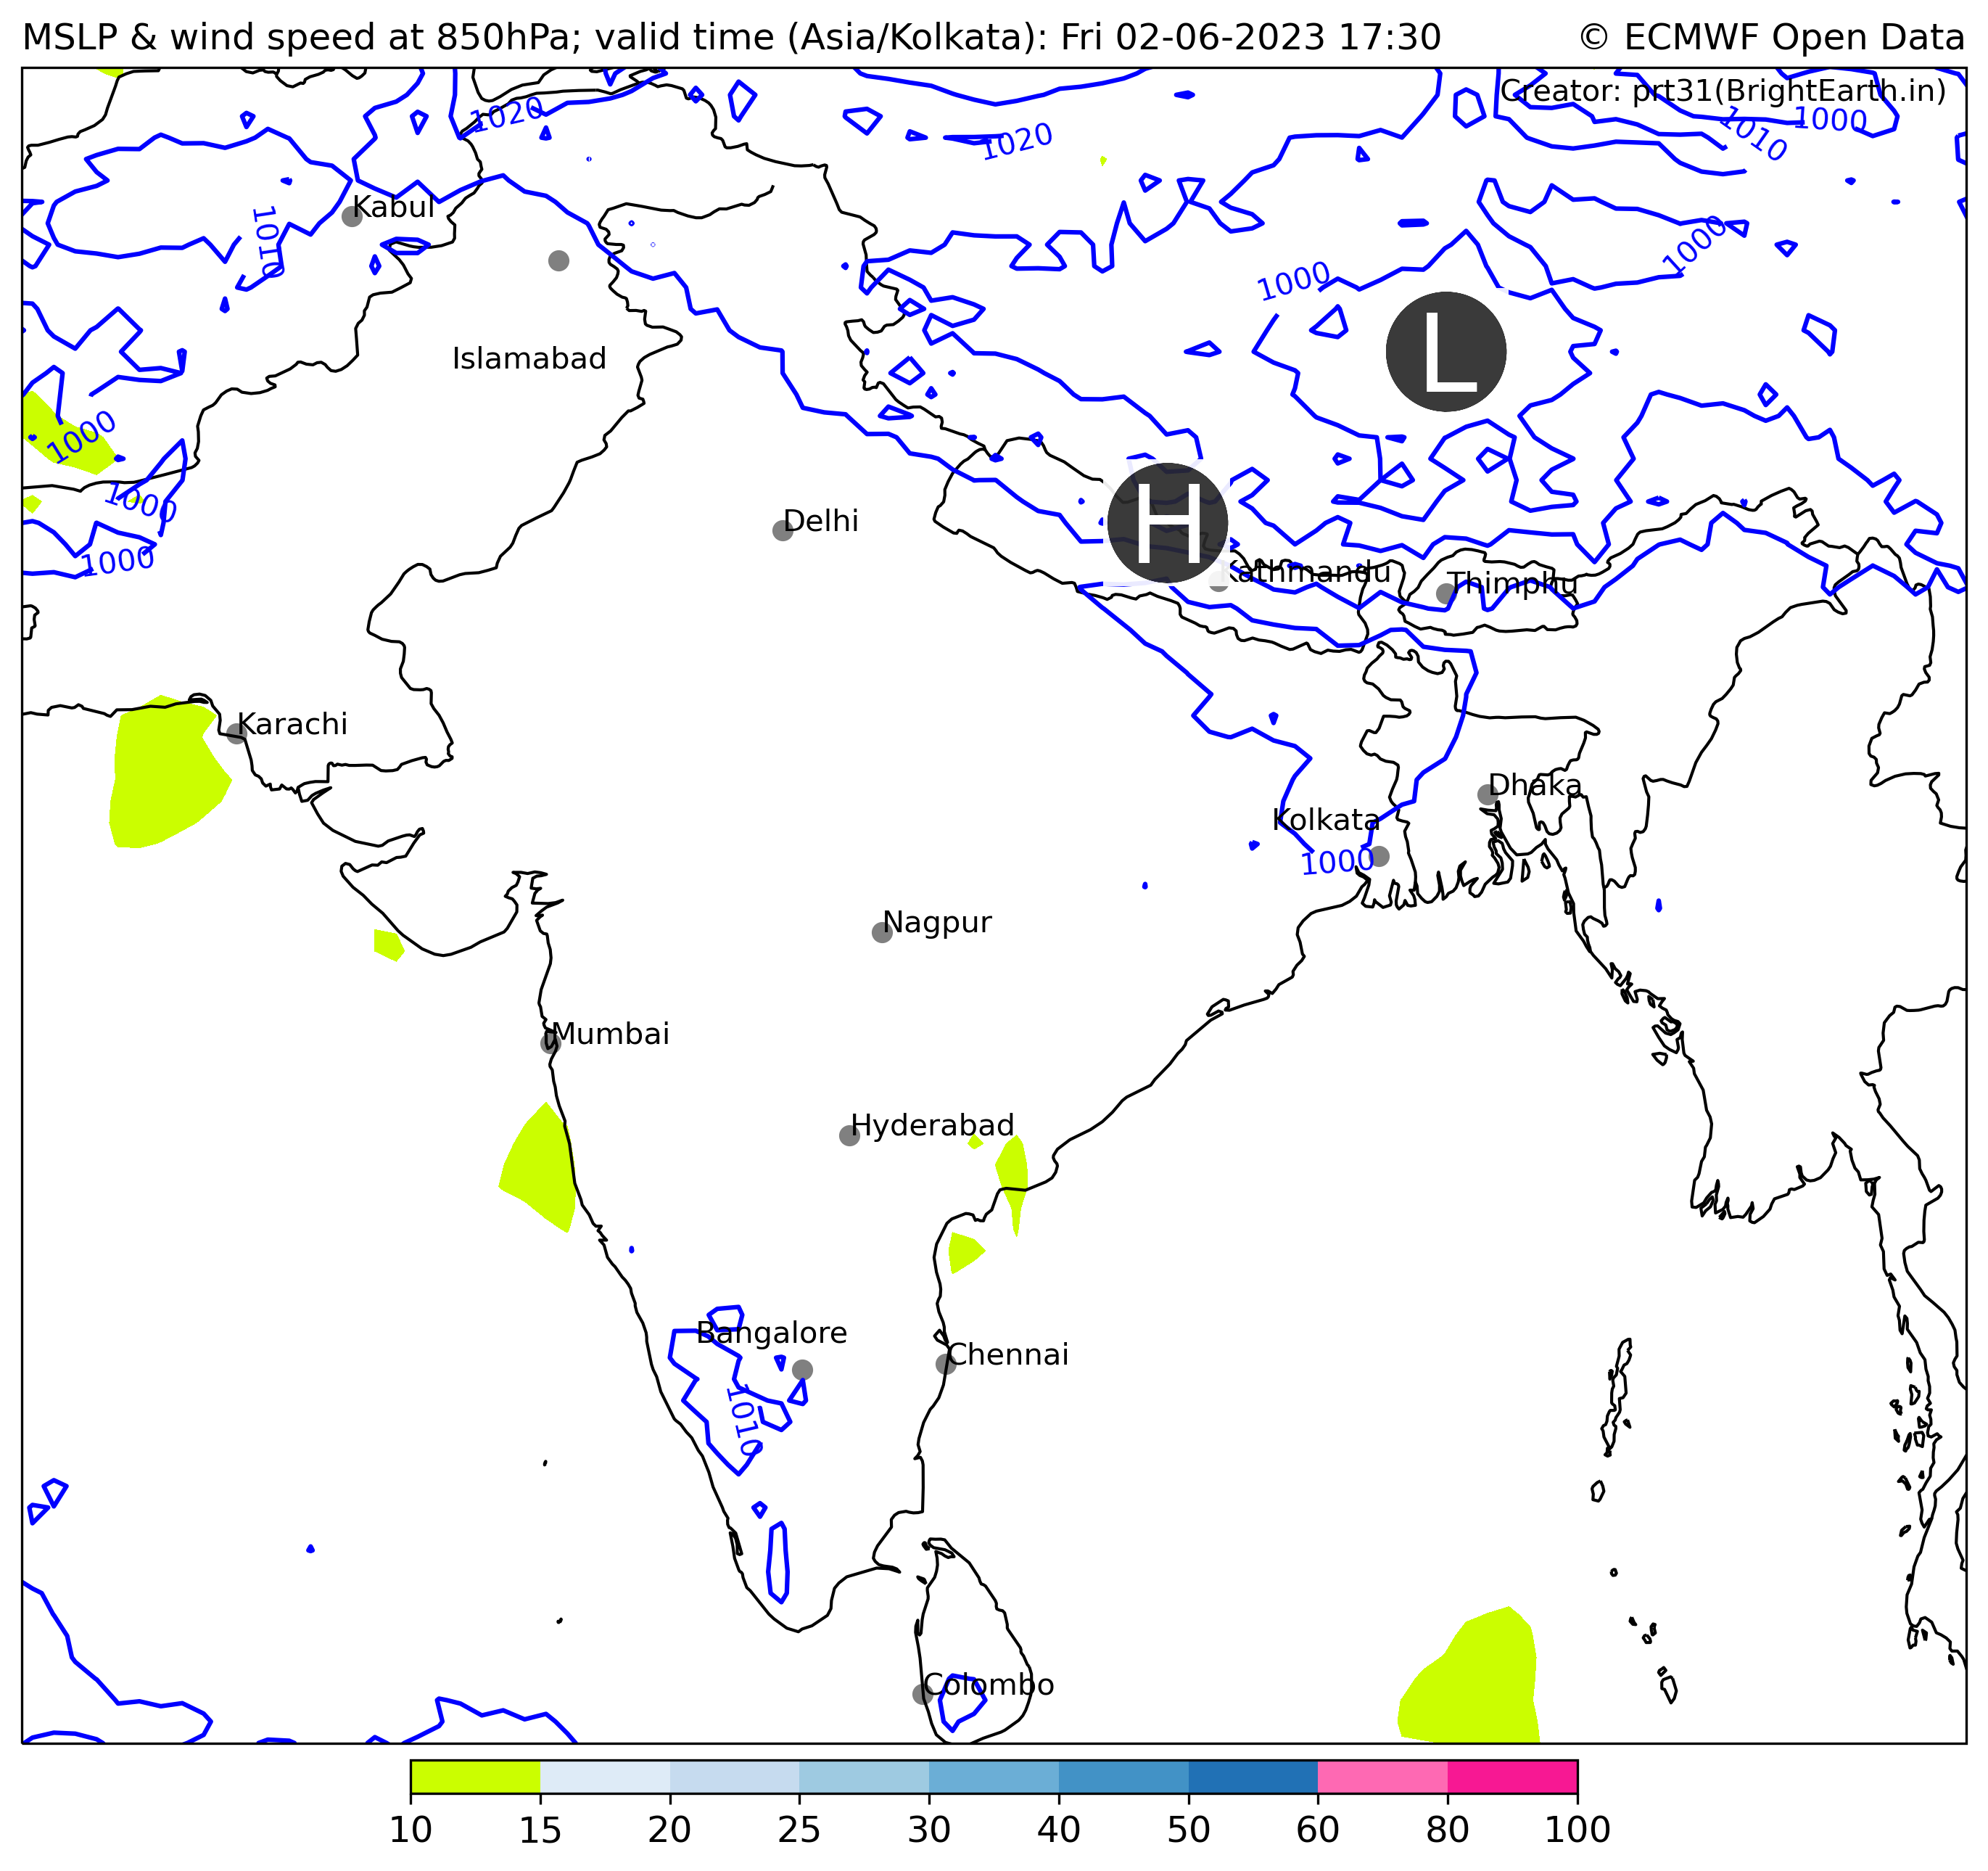 MSLP & wind speed at 850hPa; valid time (Asia/Kolkata): Fri 02-06-2023 17:30
© ECMWF Open Data
Creator: prt31(BrightEarth.in)
1020
1020
1010
1000
Kabul
1010
1000
1000
L
Islamabad
1000
1000
H
Delhi
1000
Kathmandu
Thimphu
Karachi
Dhaka
Kolkata
1000
Nagpur
Mumbai
Hyderabad
Bangalore
Chennai
1010
Colombo
10 15 20 25 30 40 50 60 80 100